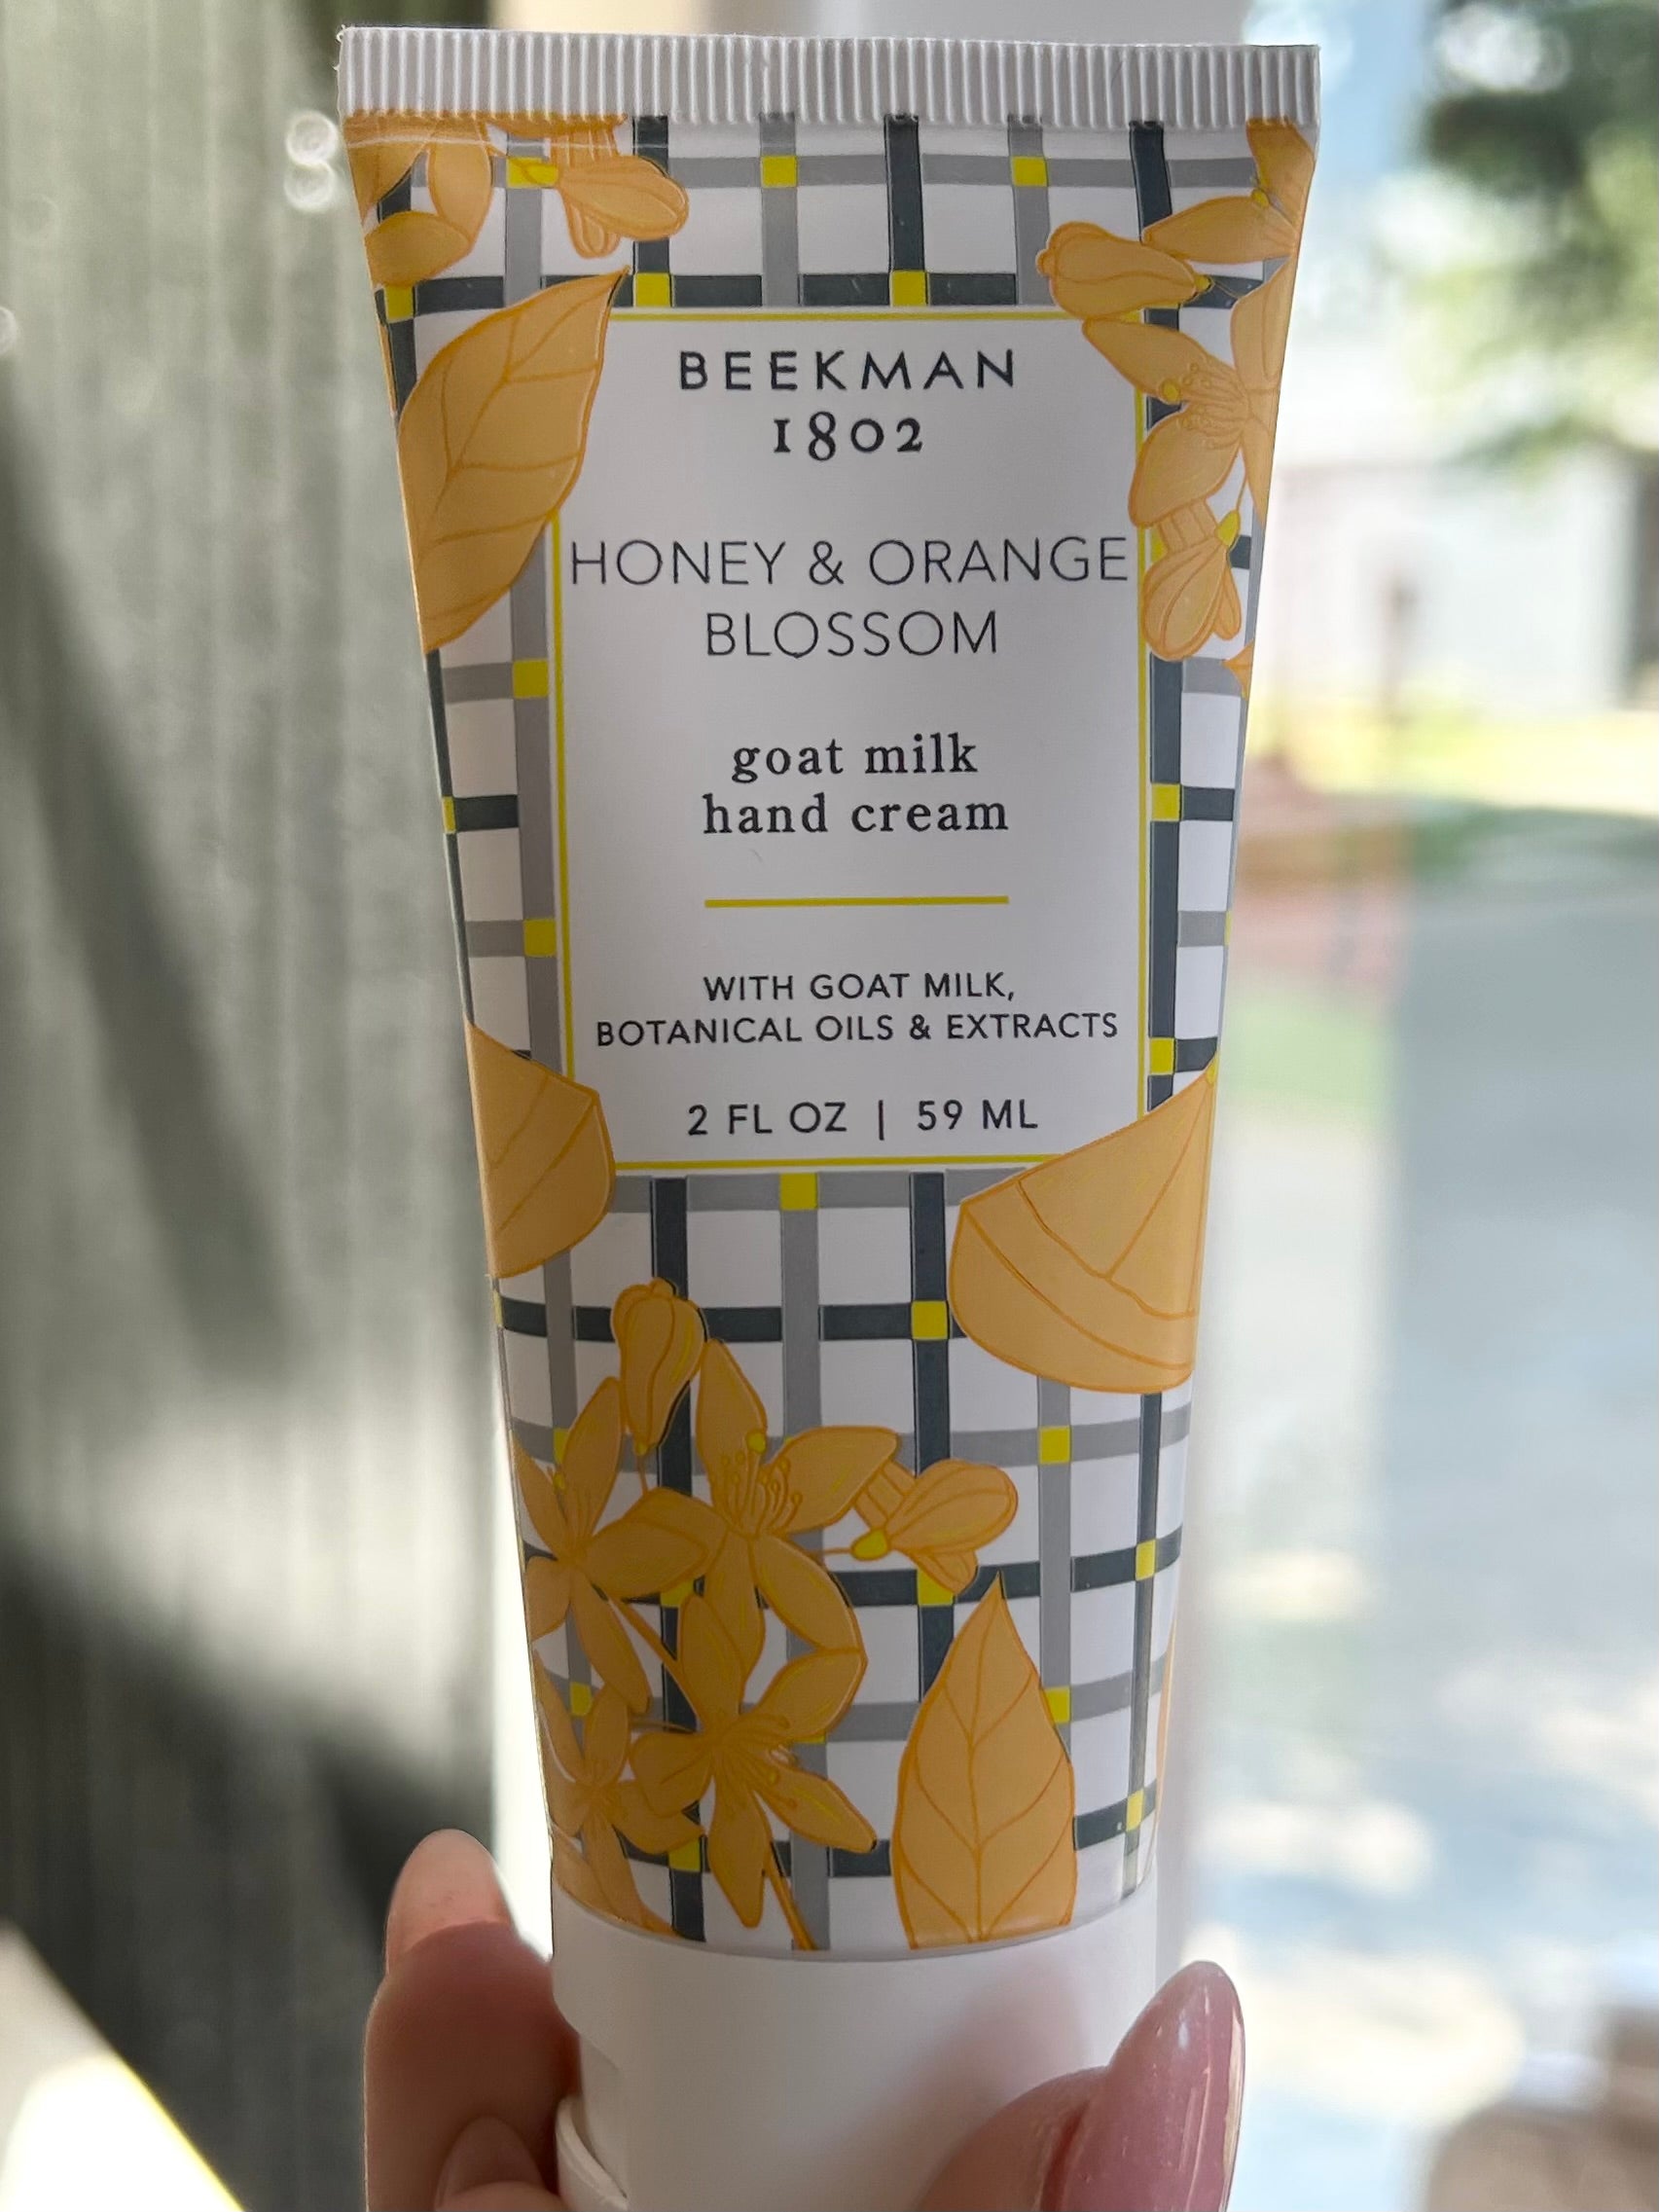 BEEKMAN
1802
HONEY & ORANGE
BLOSSOM
goat milk
hand cream
WITH GOAT MILK,
BOTANICAL OILS & EXTRACTS
2 FL OZ | 59 ML